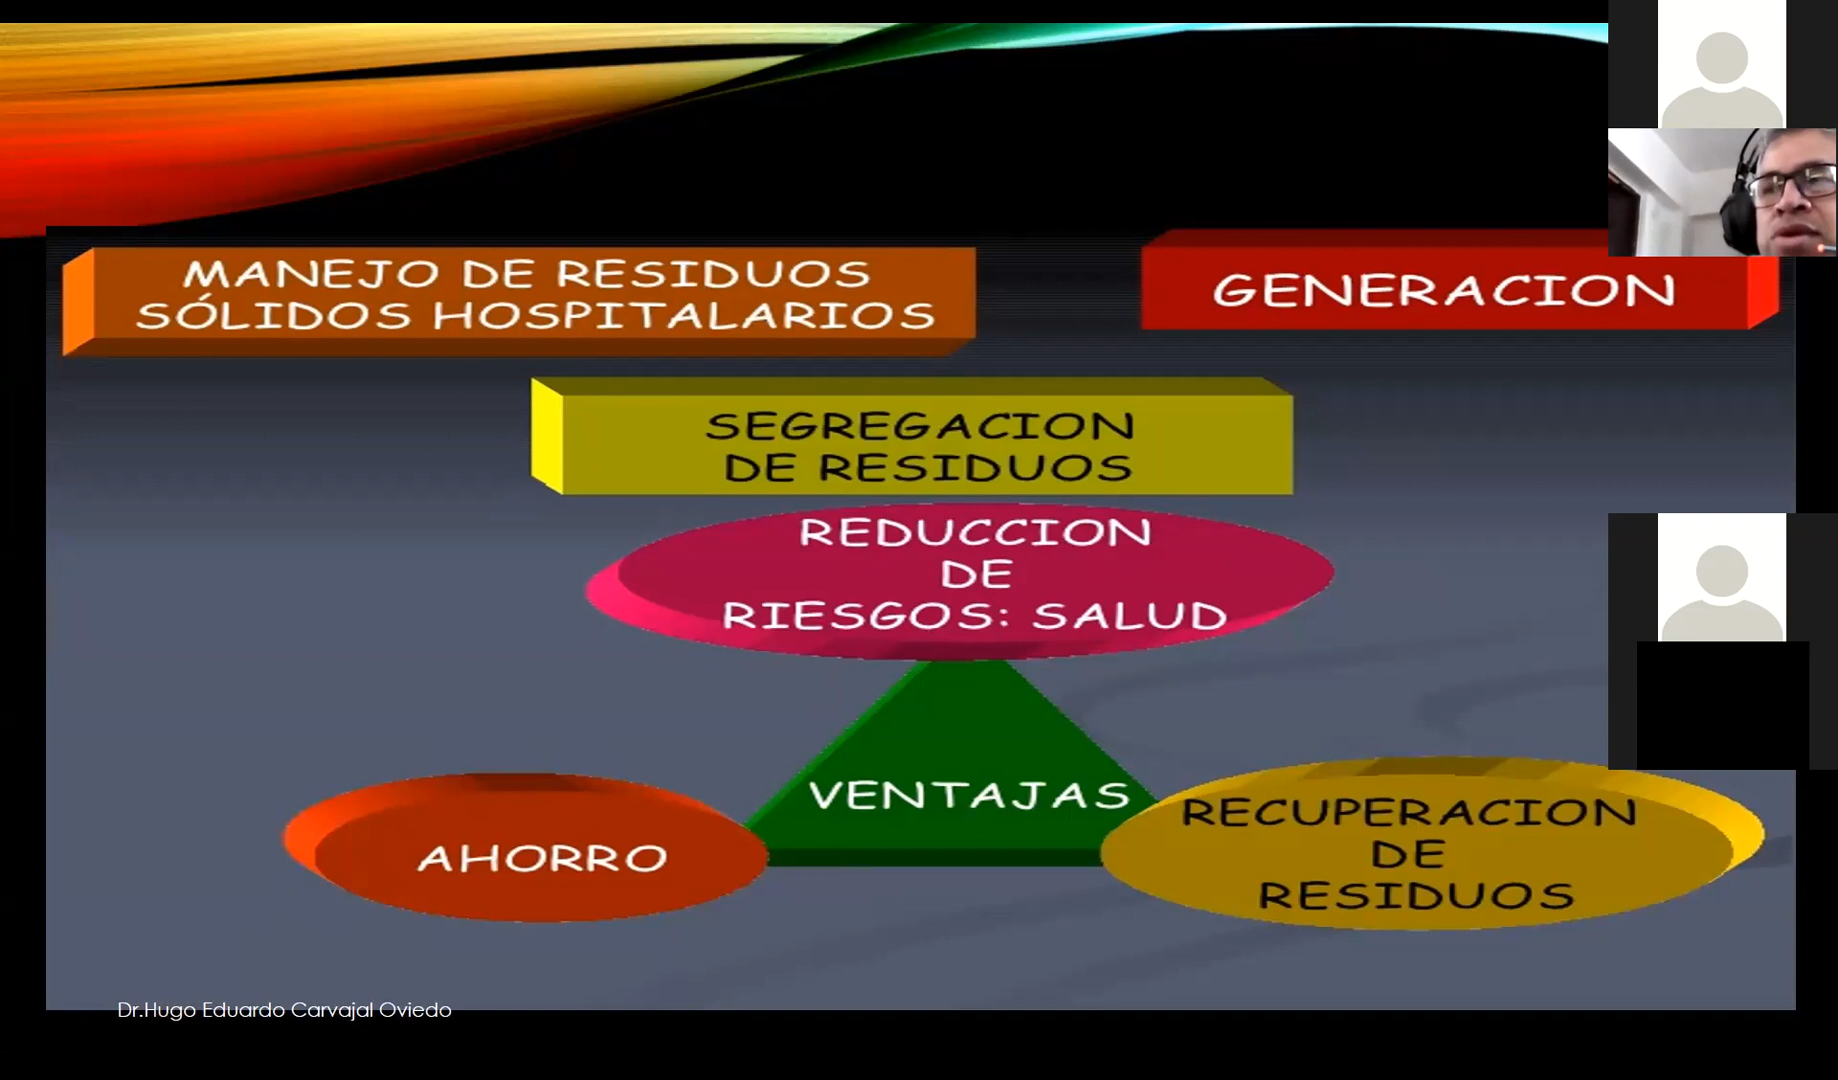 MANEJO DE RESIDUOS
SÓLIDOS HOSPITALARIOS
GENERACION
SEGREGACION
DE RESIDUOS
REDUCCION
DE
RIESGOS: SALUD
VENTAJAS
AHORRO
RECUPERACION
DE
RESIDUOS
Dr.Hugo Eduardo Carvajal Oviedo